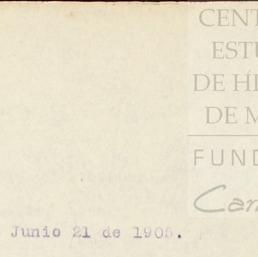 CENT
ESTU
DE HI
DE M
FUND
Car
Junio 21 de 1905.